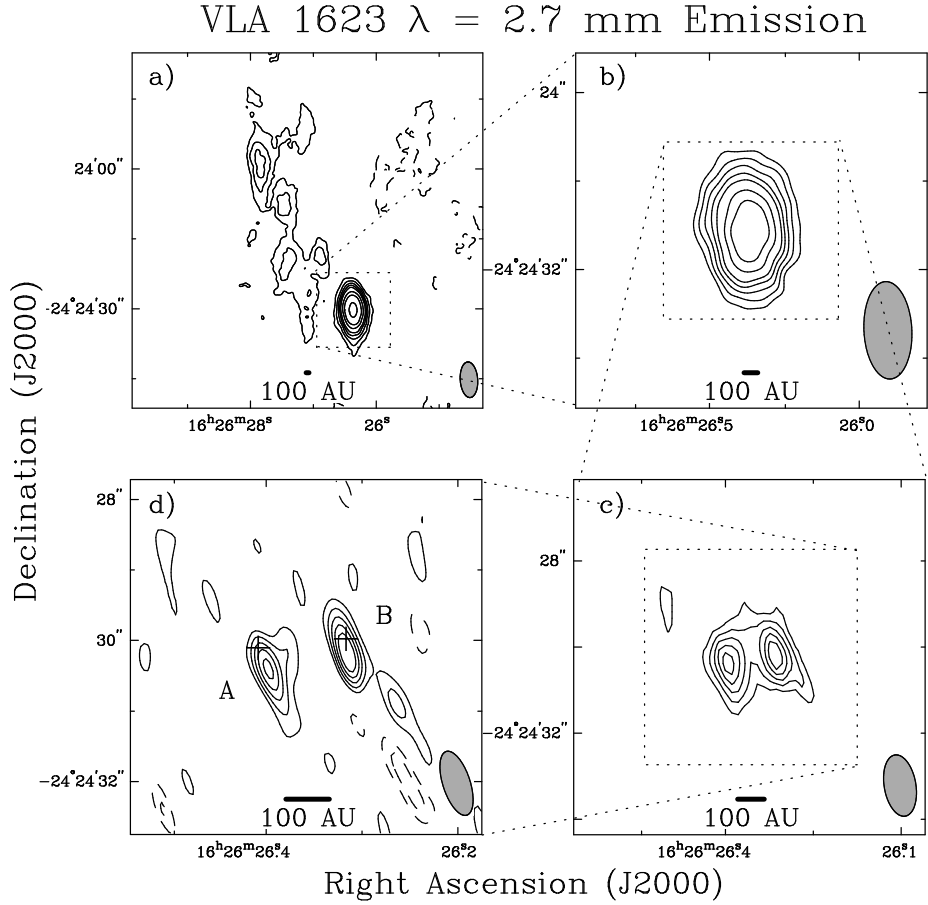 VLA 1623 λ = 2.7 mm Emission
a)
24'00"
-24°24'30"
100 AU
16ʰ26ᵐ28ˢ
26ˢ
b)
24"
-24°24'32"
100 AU
16ʰ26ᵐ26ˢ.5
26ˢ.0
d)
28"
30"
-24°24'32"
A
B
100 AU
16ʰ26ᵐ26ˢ.4
26ˢ.2
c)
28"
-24°24'32"
100 AU
16ʰ26ᵐ26ˢ.4
26ˢ.1
Declination (J2000)
Right Ascension (J2000)